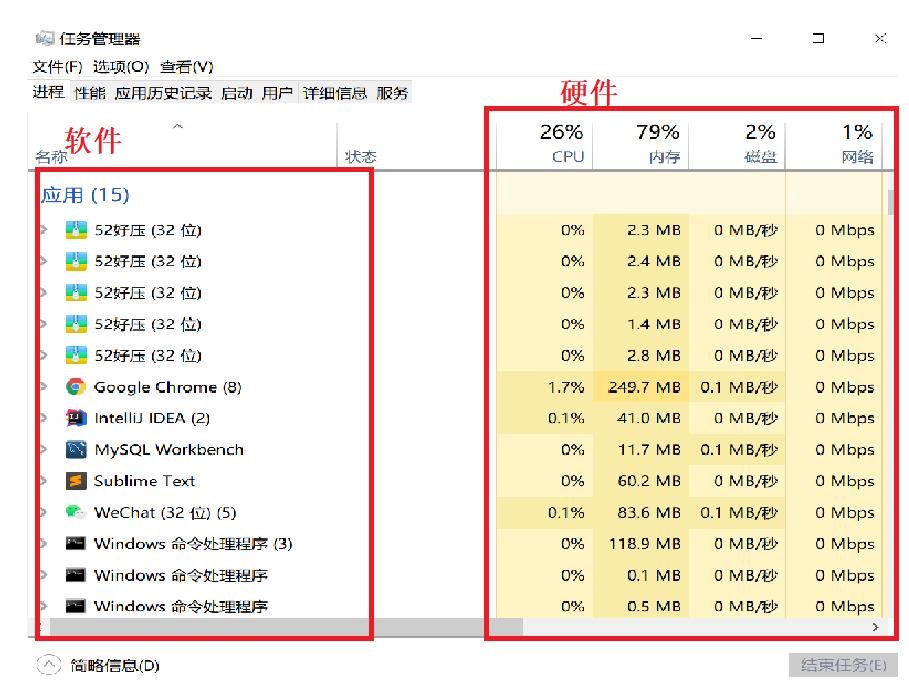 任务管理器
文件(F) 选项(O) 查看(V)
进程 性能 应用历史记录 启动 用户 详细信息 服务
硬件
软件
26% 79% 2% 1%
名称 状态 CPU 内存 磁盘 网络
应用 (15)
52好压 (32 位) 0% 2.3 MB 0 MB/秒 0 Mbps
52好压 (32 位) 0% 2.4 MB 0 MB/秒 0 Mbps
52好压 (32 位) 0% 2.3 MB 0 MB/秒 0 Mbps
52好压 (32 位) 0% 1.4 MB 0 MB/秒 0 Mbps
52好压 (32 位) 0% 2.8 MB 0 MB/秒 0 Mbps
Google Chrome (8) 1.7% 249.7 MB 0.1 MB/秒 0 Mbps
IntelliJ IDEA (2) 0.1% 41.0 MB 0 MB/秒 0 Mbps
MySQL Workbench 0% 11.7 MB 0.1 MB/秒 0 Mbps
Sublime Text 0% 60.2 MB 0 MB/秒 0 Mbps
WeChat (32 位) (5) 0.1% 83.6 MB 0.1 MB/秒 0 Mbps
Windows 命令处理程序 (3) 0% 118.9 MB 0 MB/秒 0 Mbps
Windows 命令处理程序 0% 0.1 MB 0 MB/秒 0 Mbps
Windows 命令处理程序 0% 0.5 MB 0 MB/秒 0 Mbps
简略信息(D) 结束任务(E)